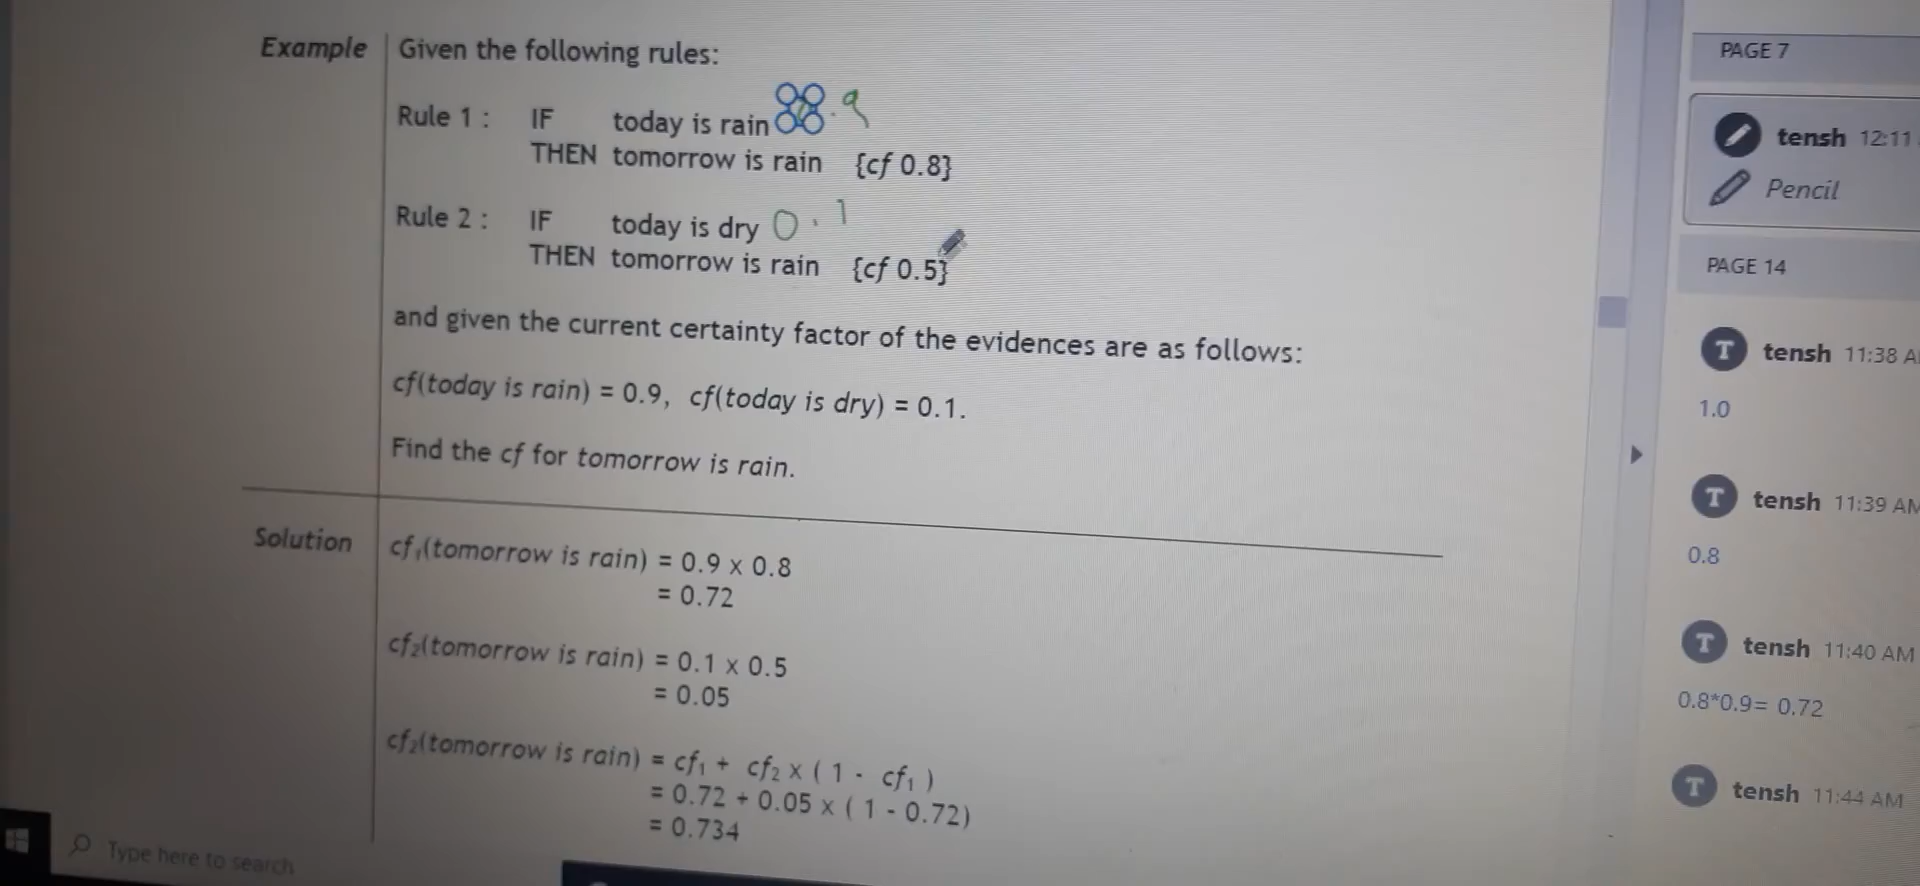 Example Given the following rules:
Rule 1 : IF today is rain 0.9
THEN tomorrow is rain {cf 0.8}
Rule 2 : IF today is dry 0.1
THEN tomorrow is rain {cf 0.5}
and given the current certainty factor of the evidences are as follows:
cf(today is rain) = 0.9, cf(today is dry) = 0.1.
Find the cf for tomorrow is rain.
Solution cf₁(tomorrow is rain) = 0.9 x 0.8
= 0.72
cf₂(tomorrow is rain) = 0.1 x 0.5
= 0.05
cf₂(tomorrow is rain) = cf₁ + cf₂ x ( 1 - cf₁ )
= 0.72 + 0.05 x ( 1 - 0.72)
= 0.734
Type here to search
PAGE 7
tensh 12:11
Pencil
PAGE 14
T tensh 11:38 A
1.0
T tensh 11:39 AM
0.8
T tensh 11:40 AM
0.8*0.9= 0.72
T tensh 11:44 AM